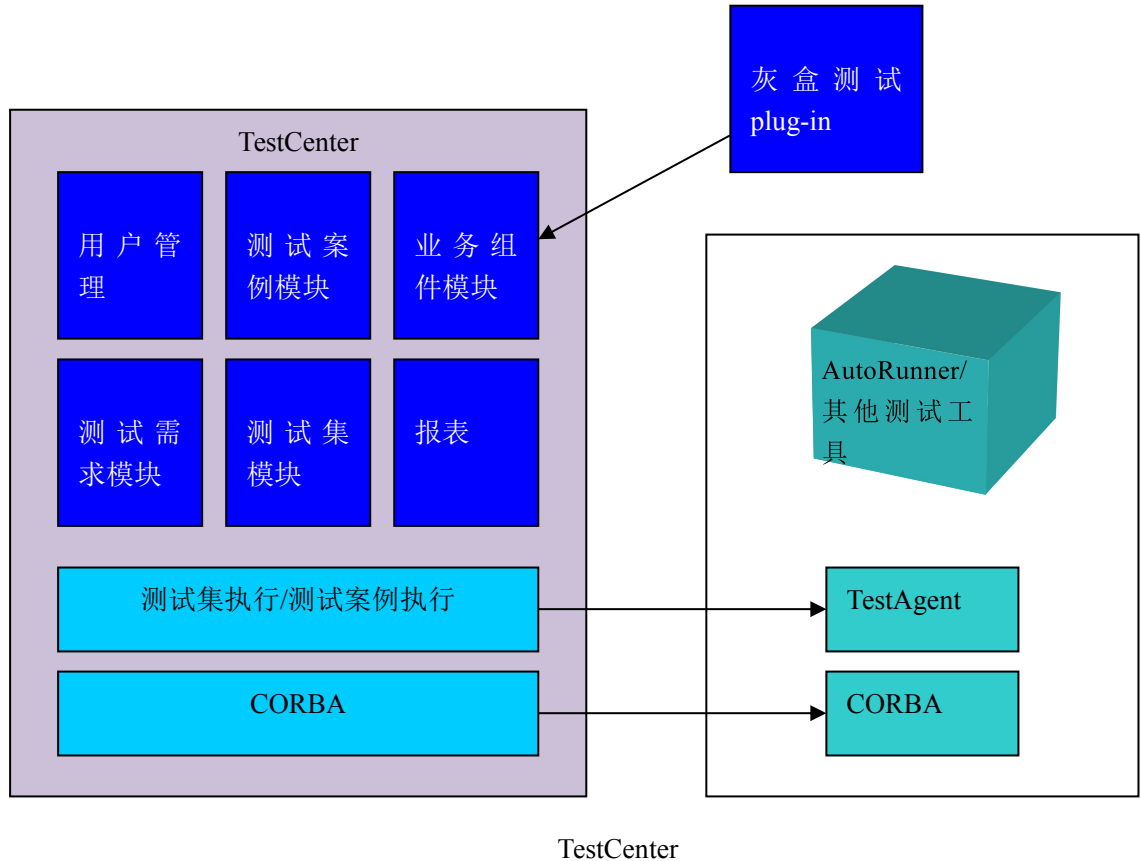 灰盒测试
plug-in
TestCenter
用户管
理
测试案
例模块
业务组
件模块
测试需
求模块
测试集
模块
报表
AutoRunner/
其他测试工
具
测试集执行/测试案例执行
TestAgent
CORBA
CORBA
TestCenter